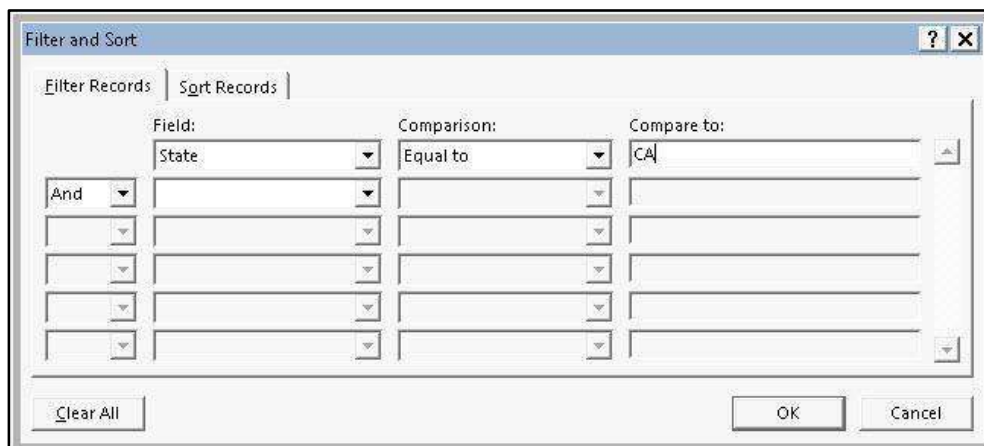 Filter and Sort
Filter Records Sort Records
Field: Comparison: Compare to:
State Equal to CA
And
Clear All OK Cancel